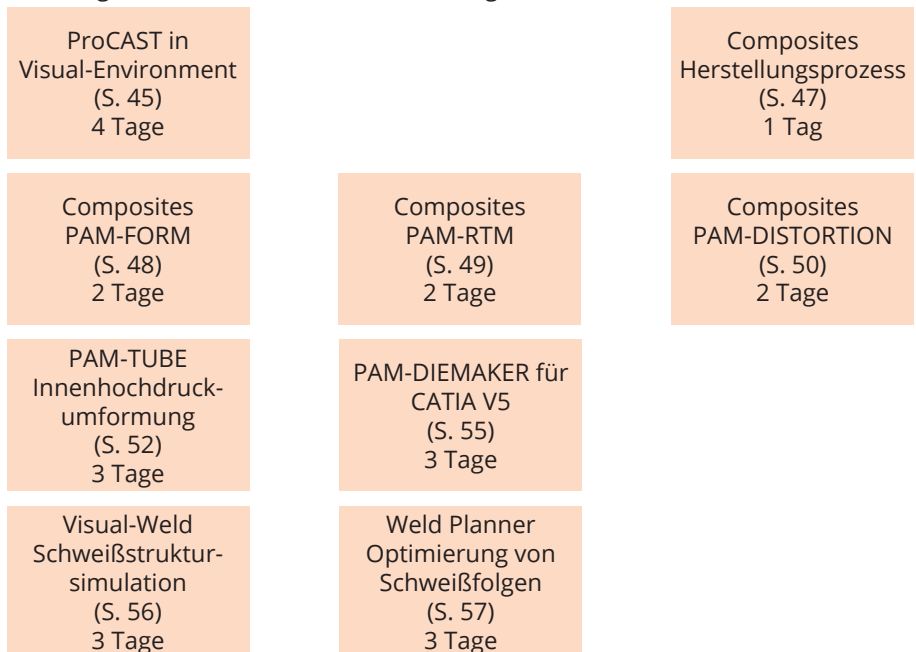 ProCAST in
Visual-Environment
(S. 45)
4 Tage
Composites
Herstellungsprozess
(S. 47)
1 Tag
Composites
PAM-FORM
(S. 48)
2 Tage
Composites
PAM-RTM
(S. 49)
2 Tage
Composites
PAM-DISTORTION
(S. 50)
2 Tage
PAM-TUBE
Innenhochdruck-
umformung
(S. 52)
3 Tage
PAM-DIEMAKER für
CATIA V5
(S. 55)
3 Tage
Visual-Weld
Schweißstruktur-
simulation
(S. 56)
3 Tage
Weld Planner
Optimierung von
Schweißfolgen
(S. 57)
3 Tage